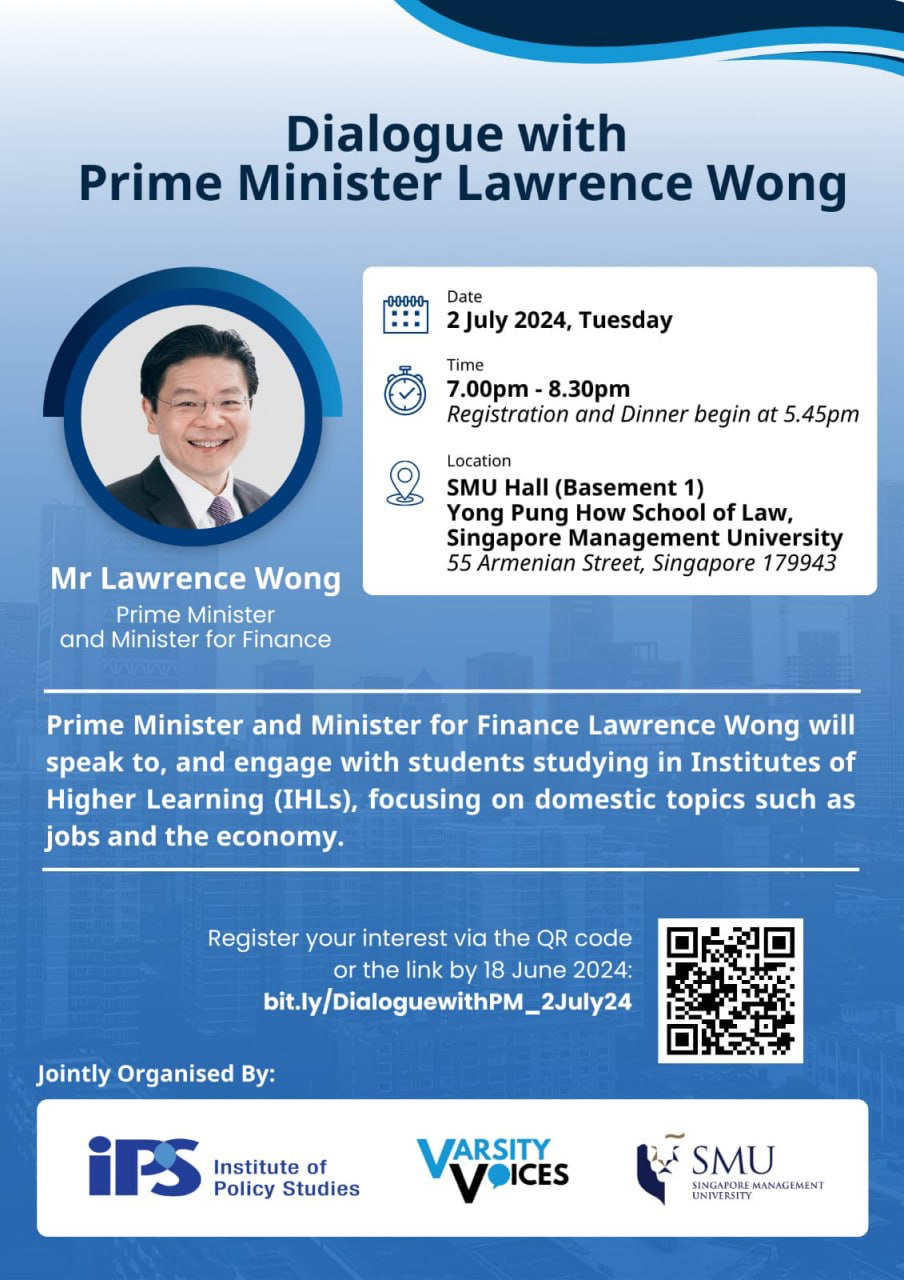 Dialogue with
Prime Minister Lawrence Wong
Mr Lawrence Wong
Prime Minister
and Minister for Finance
Date
2 July 2024, Tuesday
Time
7.00pm - 8.30pm
Registration and Dinner begin at 5.45pm
Location
SMU Hall (Basement 1)
Yong Pung How School of Law,
Singapore Management University
55 Armenian Street, Singapore 179943
Prime Minister and Minister for Finance Lawrence Wong will
speak to, and engage with students studying in Institutes of
Higher Learning (IHLs), focusing on domestic topics such as
jobs and the economy.
Register your interest via the QR code
or the link by 18 June 2024:
bit.ly/DialoguewithPM_2July24
Jointly Organised By:
iPS
Institute of
Policy Studies
VARSITY
VOICES
SMU
SINGAPORE MANAGEMENT
UNIVERSITY